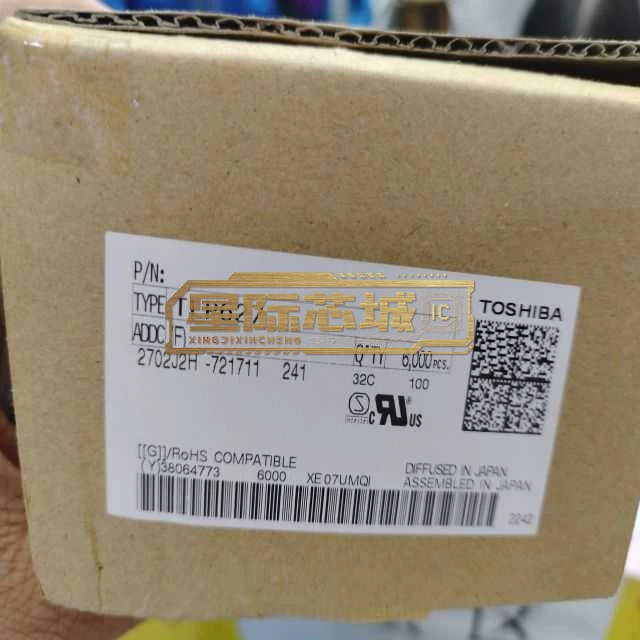 P/N:
TYPE
TOSHIBA
星际芯城 IC
XINGJIXINCHENG
ADDC
Q'TY 6,000 PCS.
2702J2H -721711 241 32C 100
C US
[[G]]/RoHS COMPATIBLE
DIFFUSED IN JAPAN
(Y)38064773 6000 XE07UMQI
ASSEMBLED IN JAPAN
2242